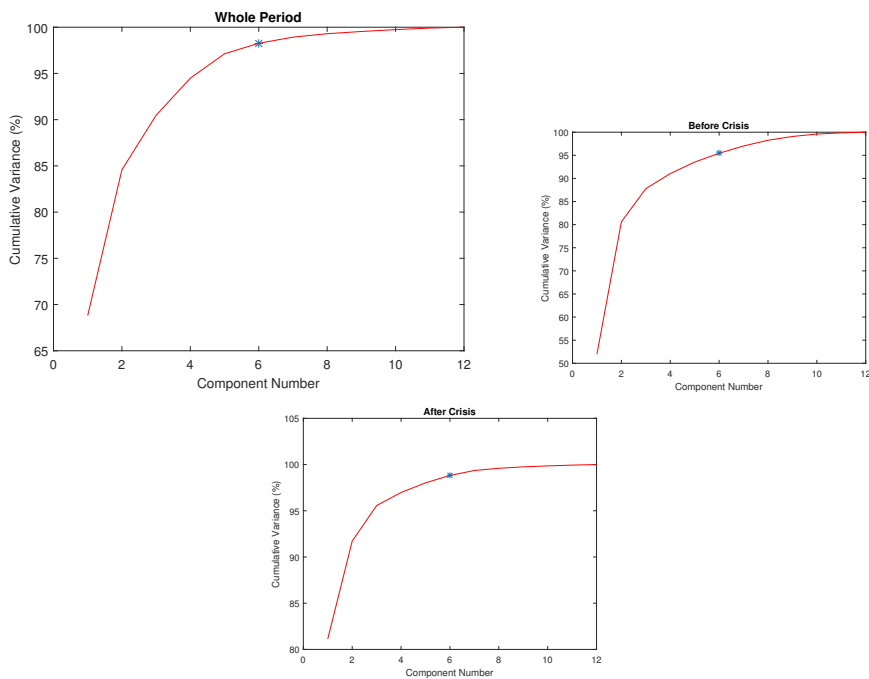 Whole Period
100
95
90
85
80
75
70
65
0 2 4 6 8 10 12
Cumulative Variance (%)
Component Number
Before Crisis
100
95
90
85
80
75
70
65
60
55
50
0 2 4 6 8 10 12
Cumulative Variance (%)
Component Number
After Crisis
105
100
95
90
85
80
0 2 4 6 8 10 12
Cumulative Variance (%)
Component Number